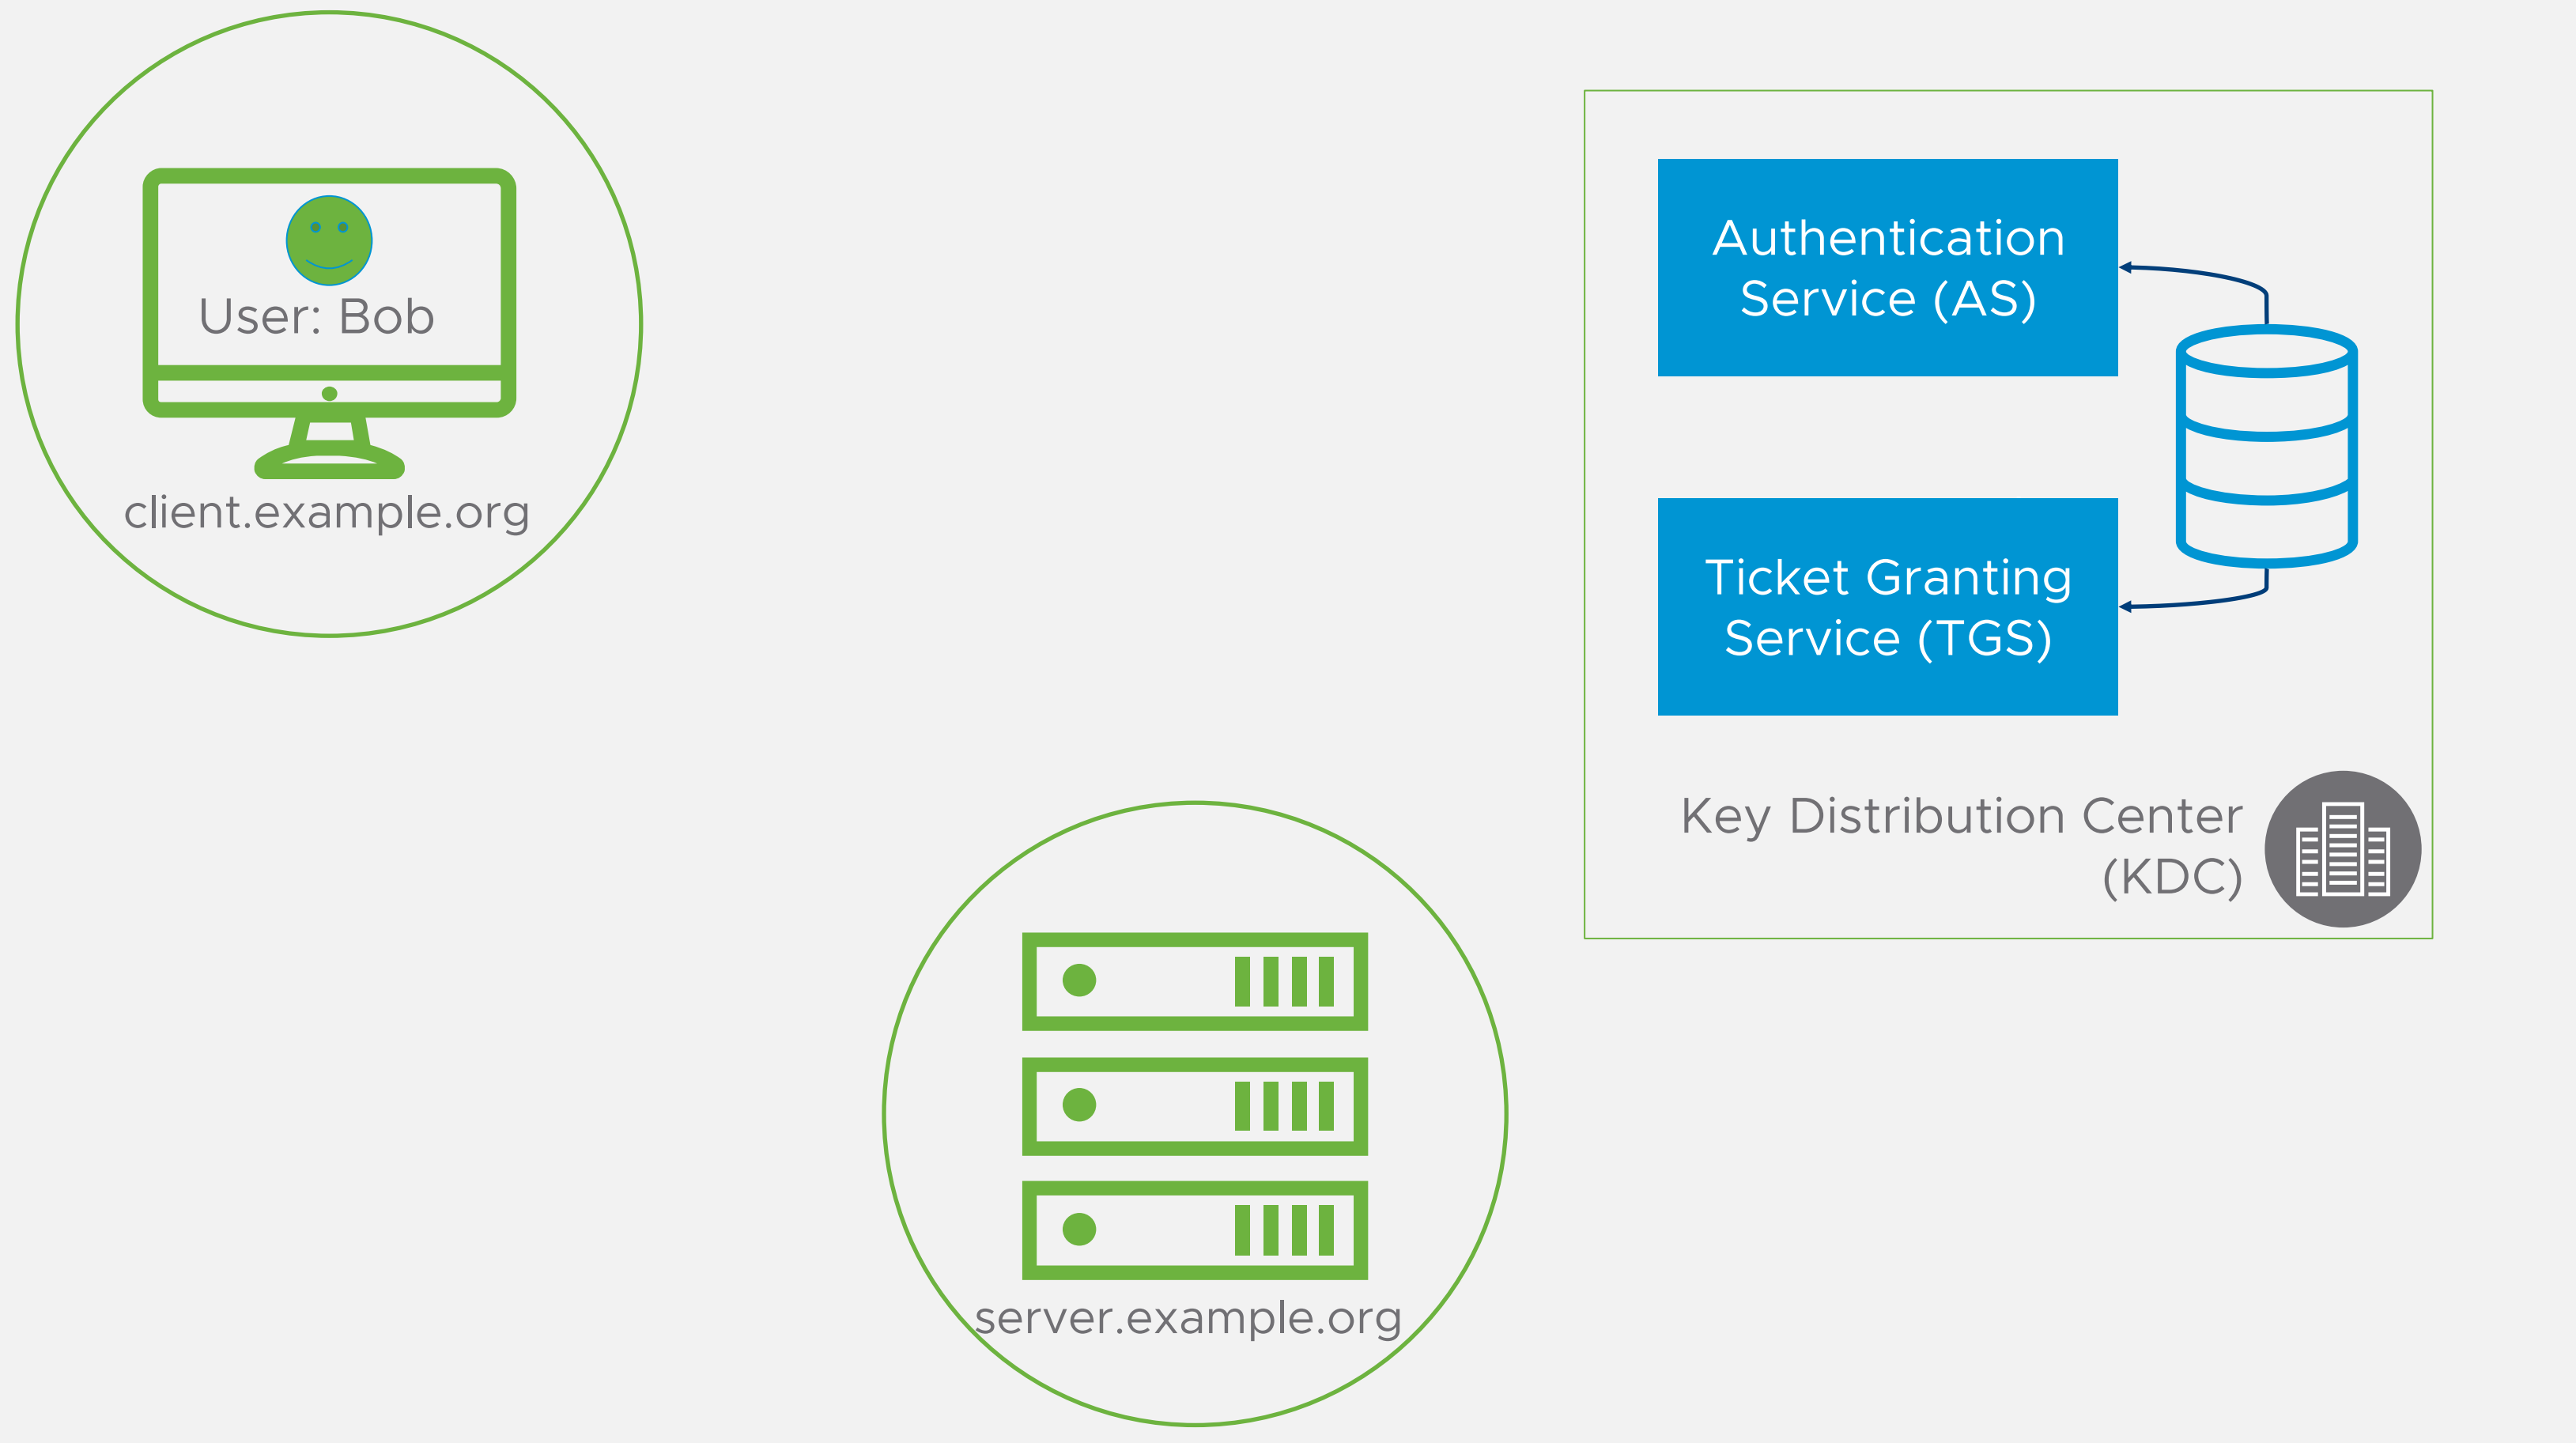 User: Bob
client.example.org
Authentication
Service (AS)
Ticket Granting
Service (TGS)
Key Distribution Center
(KDC)
server.example.org